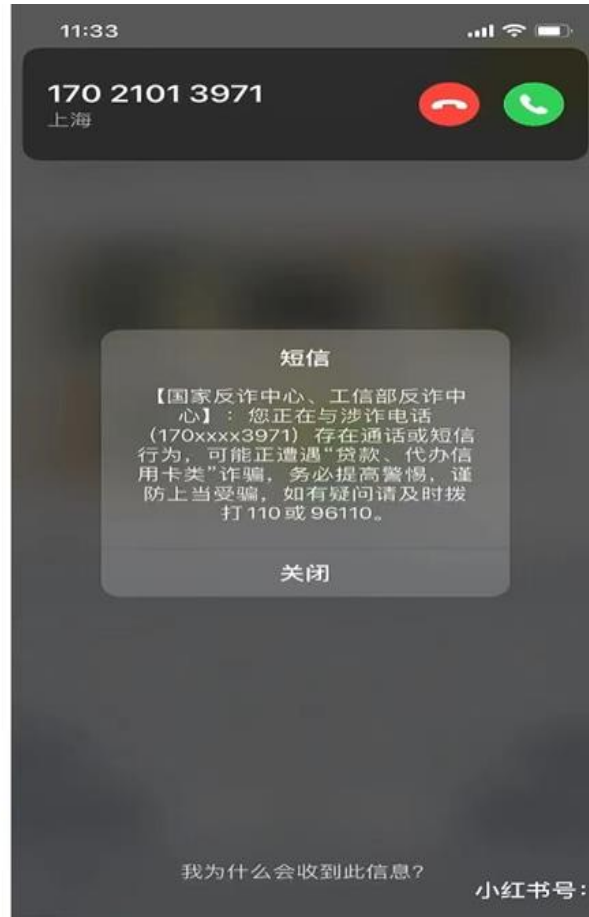 11:33
170 2101 3971
上海
短信
【国家反诈中心、工信部反诈中
心】：您正在与涉诈电话
（170xxxx3971）存在通话或短信
行为，可能正遭遇“贷款、代办信
用卡类”诈骗，务必提高警惕，谨
防上当受骗，如有疑问请及时拨
打110或96110。
关闭
我为什么会收到此信息？
小红书号：